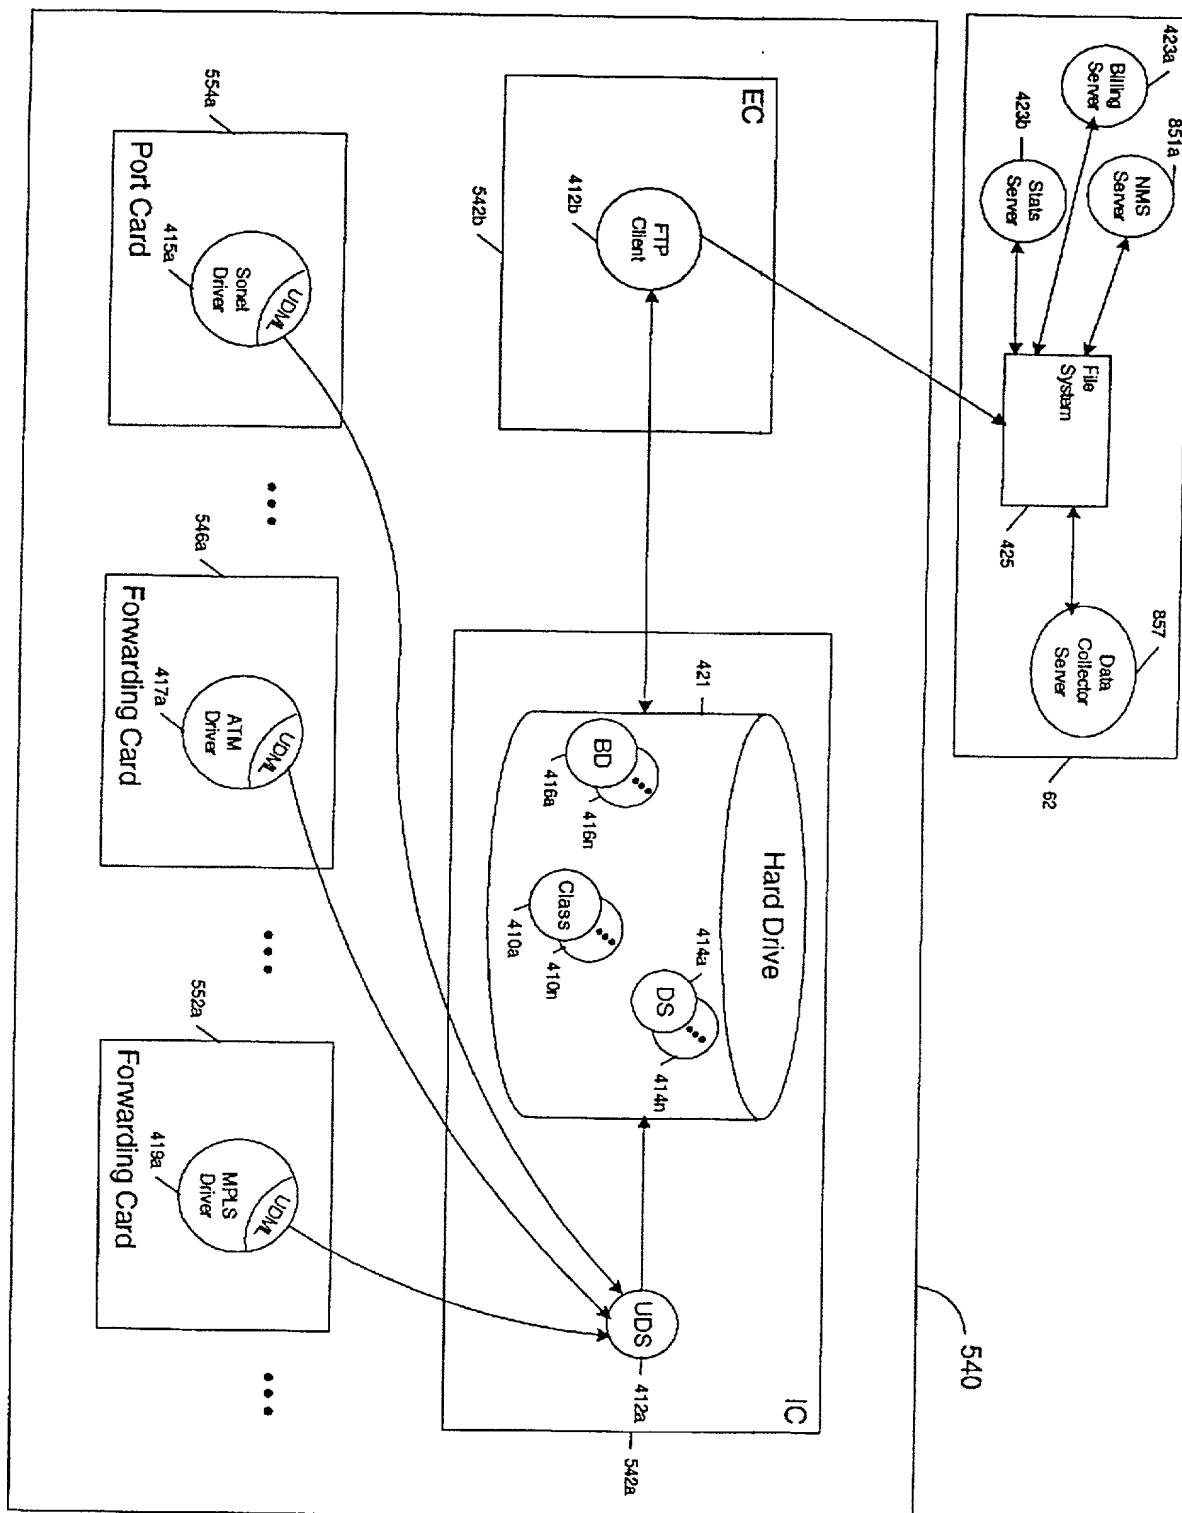 62
423a
Billing
Server
851a
NMS
Server
423b
Stats
Server
File
System
425
857
Data
Collector
Server
540
EC
542b
412b
FTP
Client
IC
542a
421
Hard Drive
BD
416a
416n
Class
410a
410n
DS
414a
414n
UDS
412a
554a
Port Card
415a
Sonet
Driver
UDML
546a
Forwarding Card
417a
ATM
Driver
UDML
552a
Forwarding Card
419a
MPLS
Driver
UDML